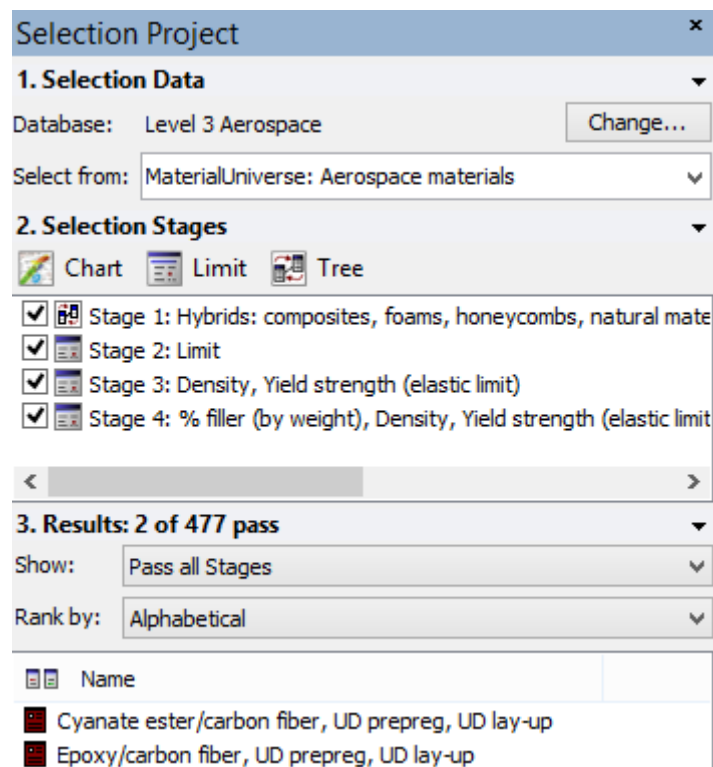 Selection Project ×
1. Selection Data
Database: Level 3 Aerospace Change...
Select from: MaterialUniverse: Aerospace materials
2. Selection Stages
Chart Limit Tree
Stage 1: Hybrids: composites, foams, honeycombs, natural mate
Stage 2: Limit
Stage 3: Density, Yield strength (elastic limit)
Stage 4: % filler (by weight), Density, Yield strength (elastic limit
3. Results: 2 of 477 pass
Show: Pass all Stages
Rank by: Alphabetical
Name
Cyanate ester/carbon fiber, UD prepreg, UD lay-up
Epoxy/carbon fiber, UD prepreg, UD lay-up